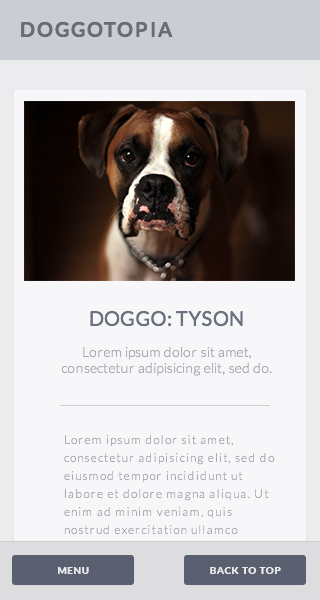 DOGGOTOPIA
DOGGO: TYSON
Lorem ipsum dolor sit amet,
consectetur adipisicing elit, sed do.
Lorem ipsum dolor sit amet,
consectetur adipisicing elit, sed do
eiusmod tempor incididunt ut
labore et dolore magna aliqua. Ut
enim ad minim veniam, quis
nostrud exercitation ullamco
MENU
BACK TO TOP